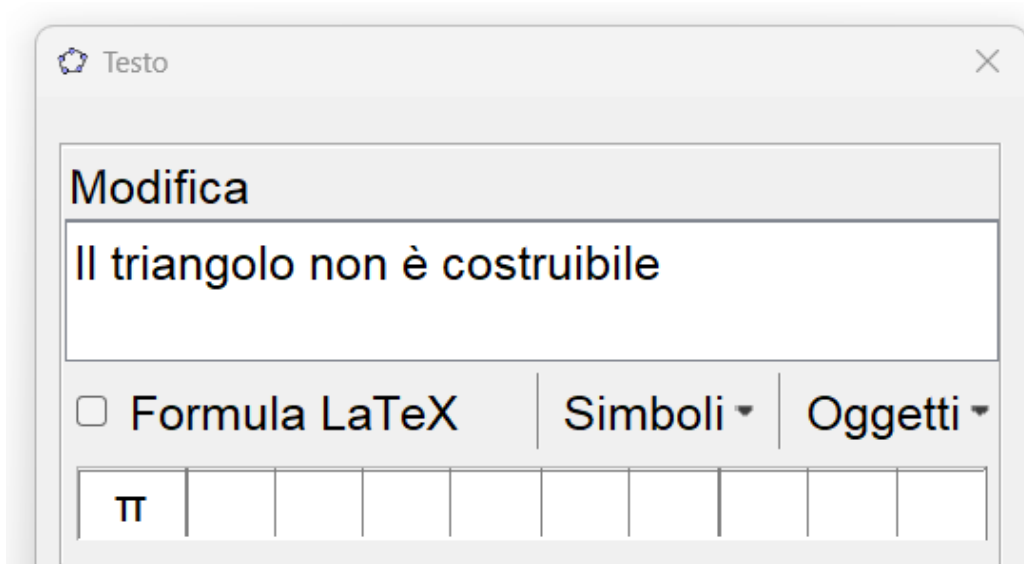 Testo
Modifica
Il triangolo non è costruibile
Formula LaTeX Simboli Oggetti
π